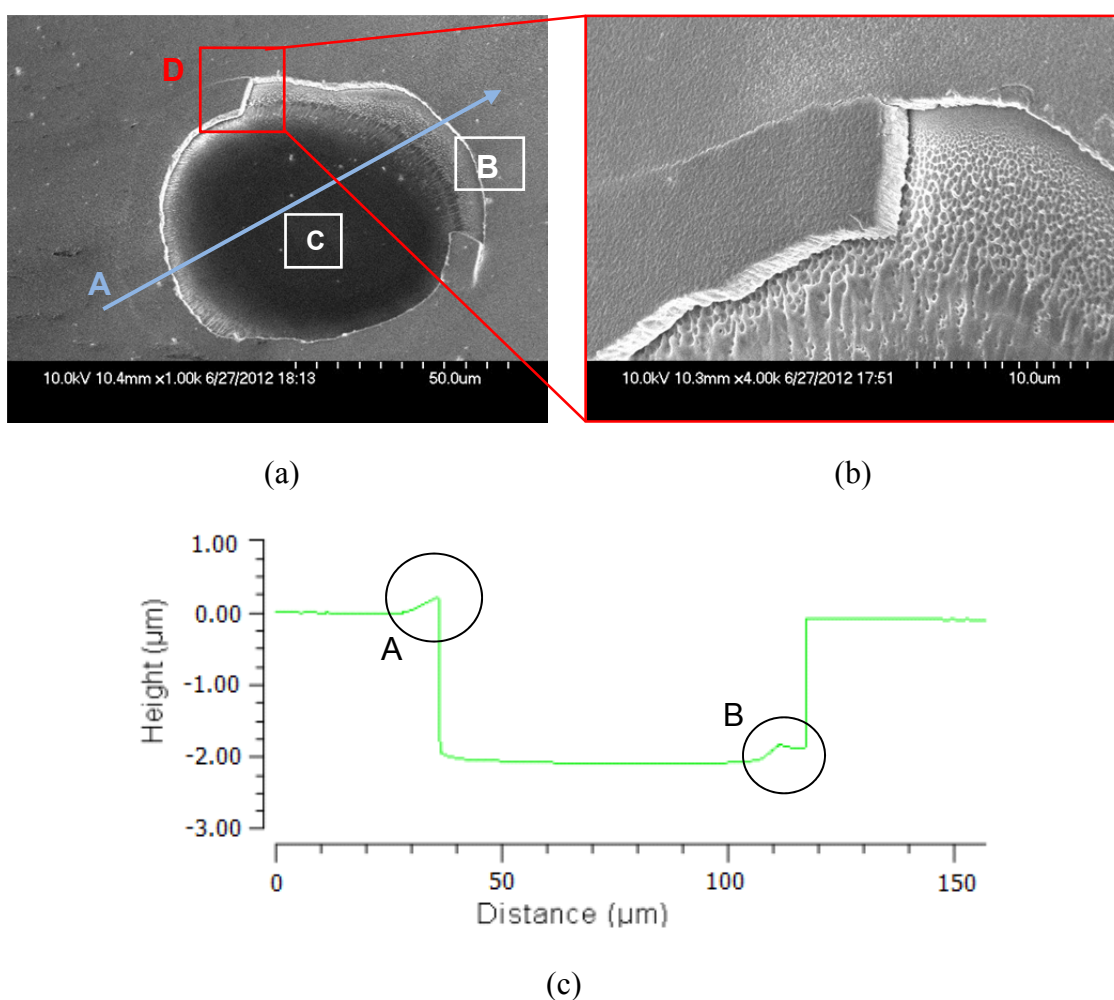 D
B
C
A
10.0kV 10.4mm x1.00k 6/27/2012 18:13 50.0um
10.0kV 10.3mm x4.00k 6/27/2012 17:51 10.0um
(a) (b)
1.00
0.00
-1.00
-2.00
-3.00
Height (µm)
A
B
0 50 100 150
Distance (µm)
(c)